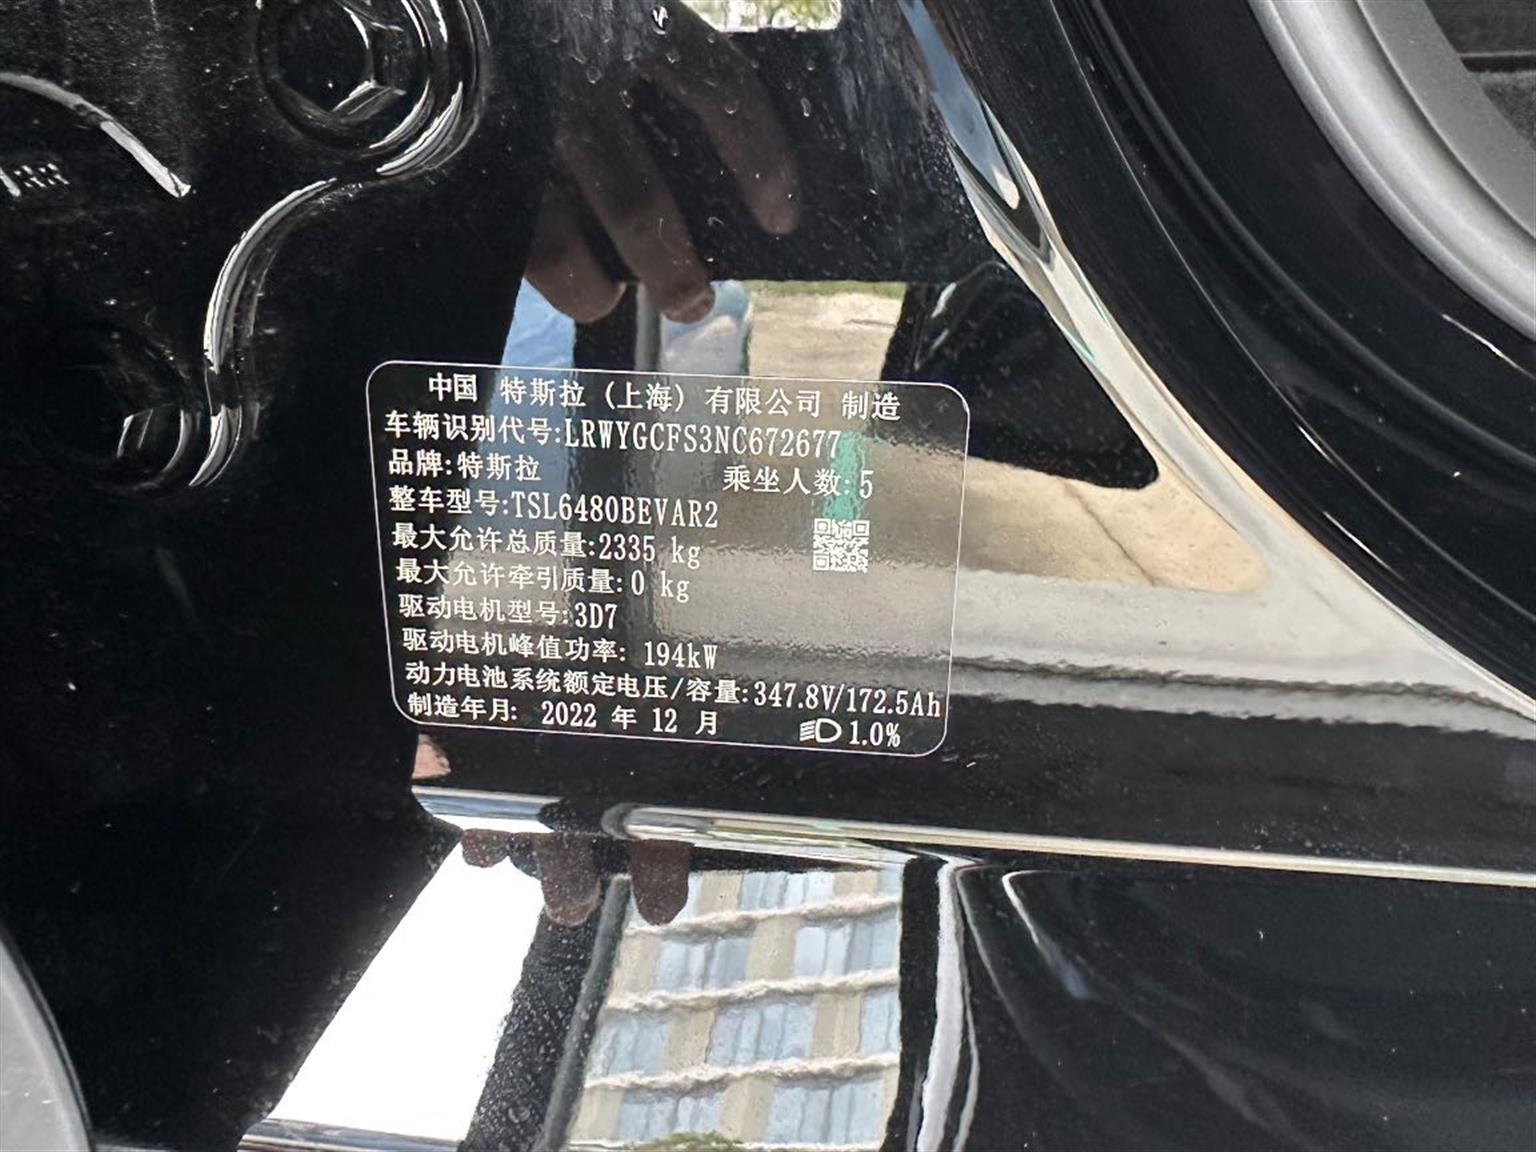 中国 特斯拉（上海）有限公司 制造
车辆识别代号:LRWYGCFS3NC672677
品牌:特斯拉 乘坐人数:5
整车型号:TSL6480BEVAR2
最大允许总质量:2335 kg
最大允许牵引质量:0 kg
驱动电机型号:3D7
驱动电机峰值功率: 194kW
动力电池系统额定电压/容量:347.8V/172.5Ah
制造年月: 2022 年 12 月 1.0%